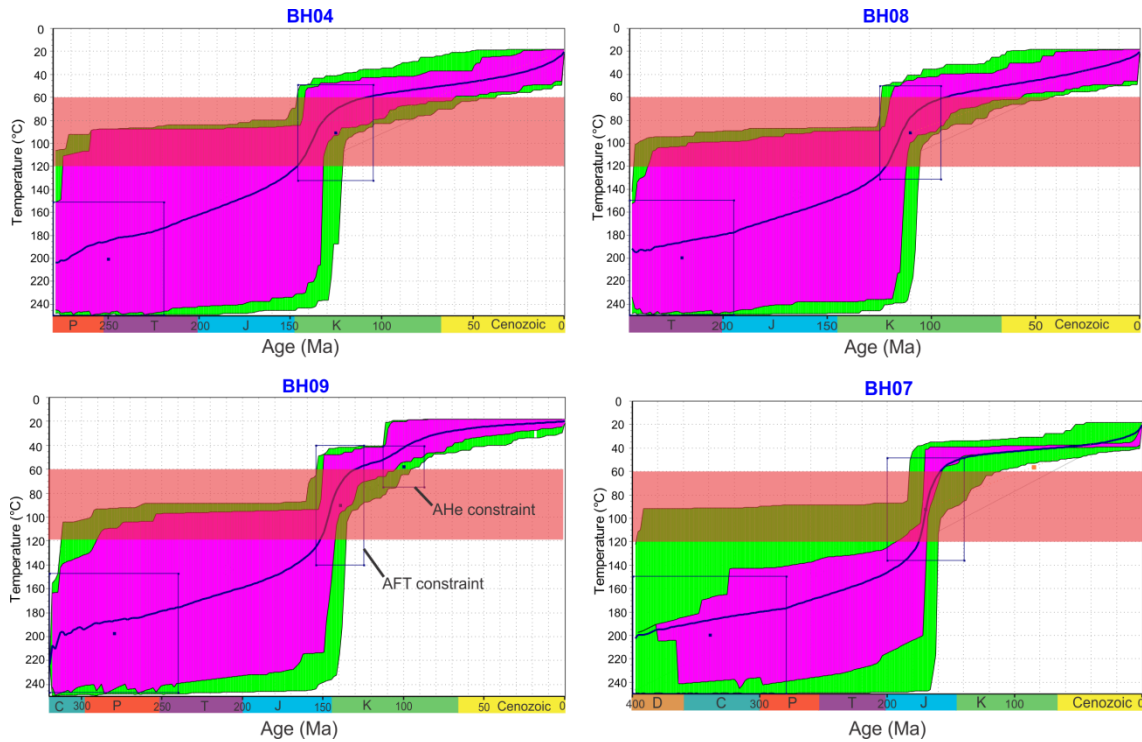 BH04
0
20
40
60
80
100
120
140
160
180
200
220
240
Temperature (°C)
P 250 T 200 J 150 K 100 50 Cenozoic 0
Age (Ma)
BH08
0
20
40
60
80
100
120
140
160
180
200
220
240
Temperature (°C)
T 200 J 150 K 100 50 Cenozoic 0
Age (Ma)
BH09
0
20
40
60
80
100
120
140
160
180
200
220
240
Temperature (°C)
AHe constraint
AFT constraint
C 300 P 250 T 200 J 150 K 100 50 Cenozoic 0
Age (Ma)
BH07
0
20
40
60
80
100
120
140
160
180
200
220
240
Temperature (°C)
400 D C 300 P T 200 J K 100 Cenozoic 0
Age (Ma)